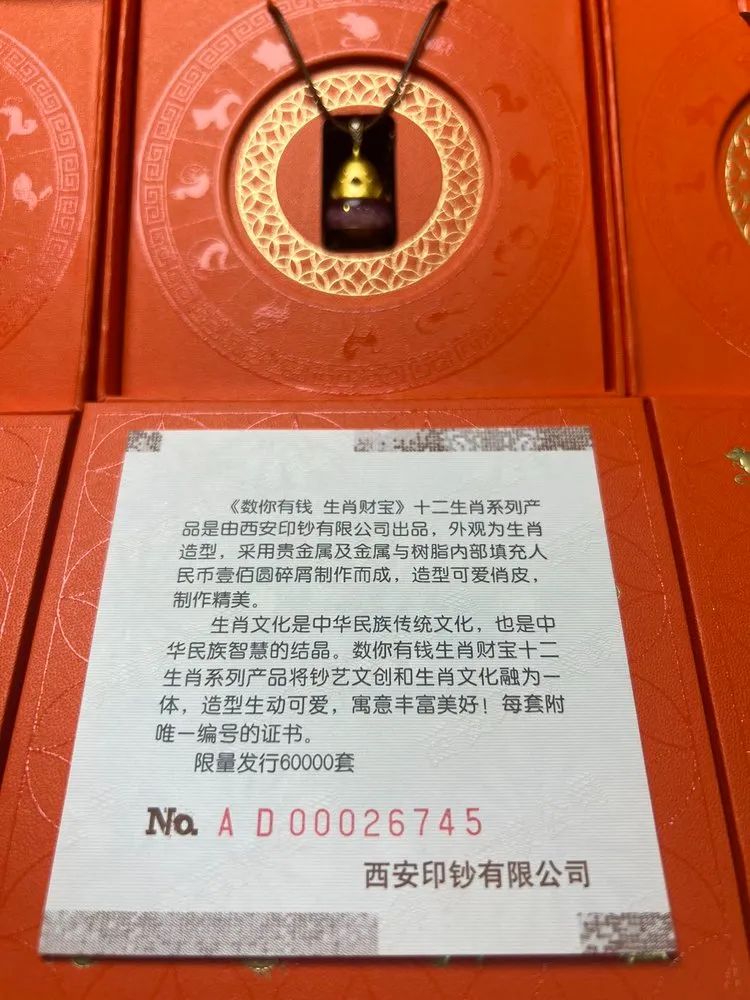 《数你有钱 生肖财宝》十二生肖系列产
品是由西安印钞有限公司出品，外观为生肖
造型，采用贵金属及金属与树脂内部填充人
民币壹佰圆碎屑制作而成，造型可爱俏皮，
制作精美。
生肖文化是中华民族传统文化，也是中
华民族智慧的结晶。数你有钱生肖财宝十二
生肖系列产品将钞艺文创和生肖文化融为一
体，造型生动可爱，寓意丰富美好！每套附
唯一编号的证书。
限量发行60000套
No. A D 00026745
西安印钞有限公司